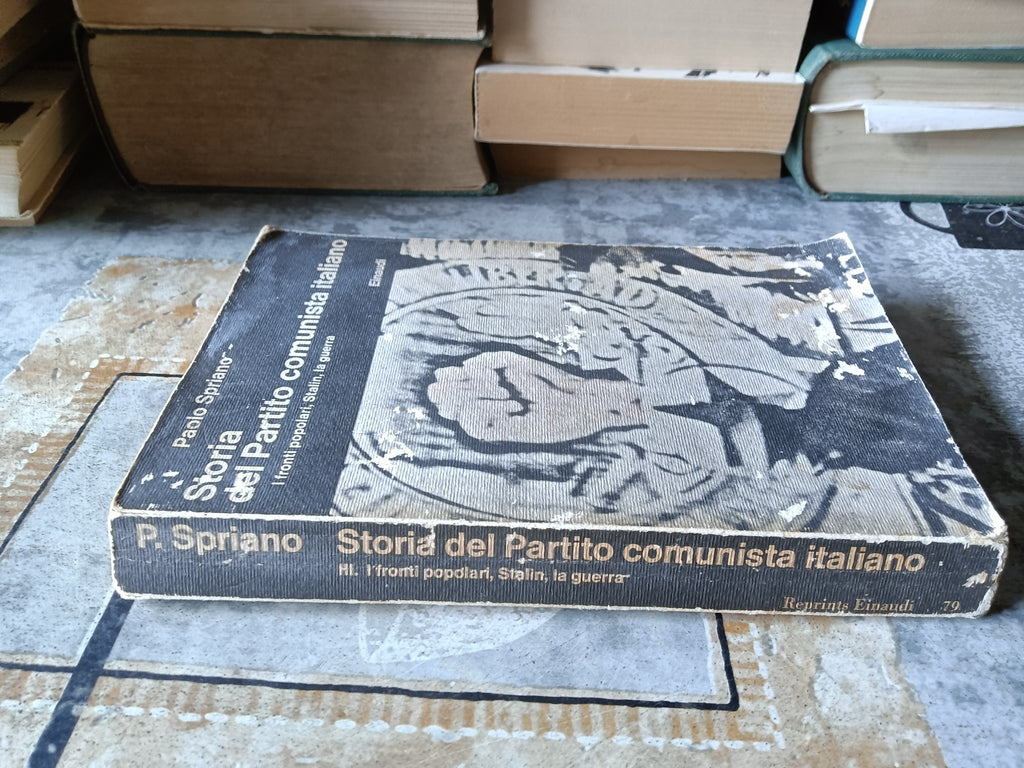 Paolo Spriano
Storia
del Partito comunista italiano
I fronti popolari, Stalin, la guerra
Einaudi
P. Spriano
Storia del Partito comunista italiano
III. I fronti popolari, Stalin, la guerra
Reprints Einaudi
79